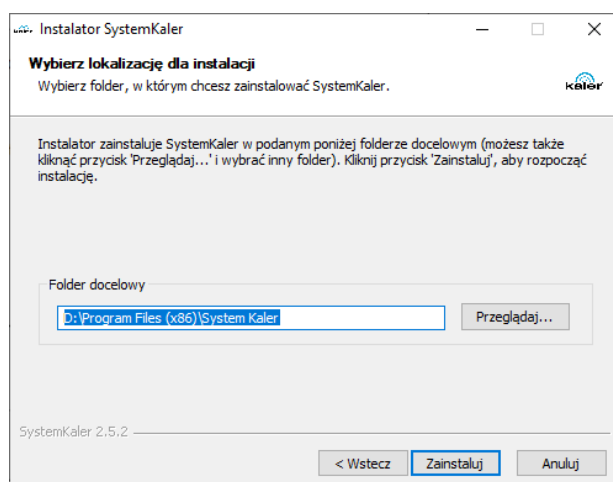 Instalator SystemKaler
Wybierz lokalizację dla instalacji
Wybierz folder, w którym chcesz zainstalować SystemKaler.
kaler
Instalator zainstaluje SystemKaler w podanym poniżej folderze docelowym (możesz także
kliknąć przycisk 'Przeglądaj...' i wybrać inny folder). Kliknij przycisk 'Zainstaluj', aby rozpocząć
instalację.
Folder docelowy
D:\Program Files (x86)\System Kaler
Przeglądaj...
SystemKaler 2.5.2
< Wstecz
Zainstaluj
Anuluj